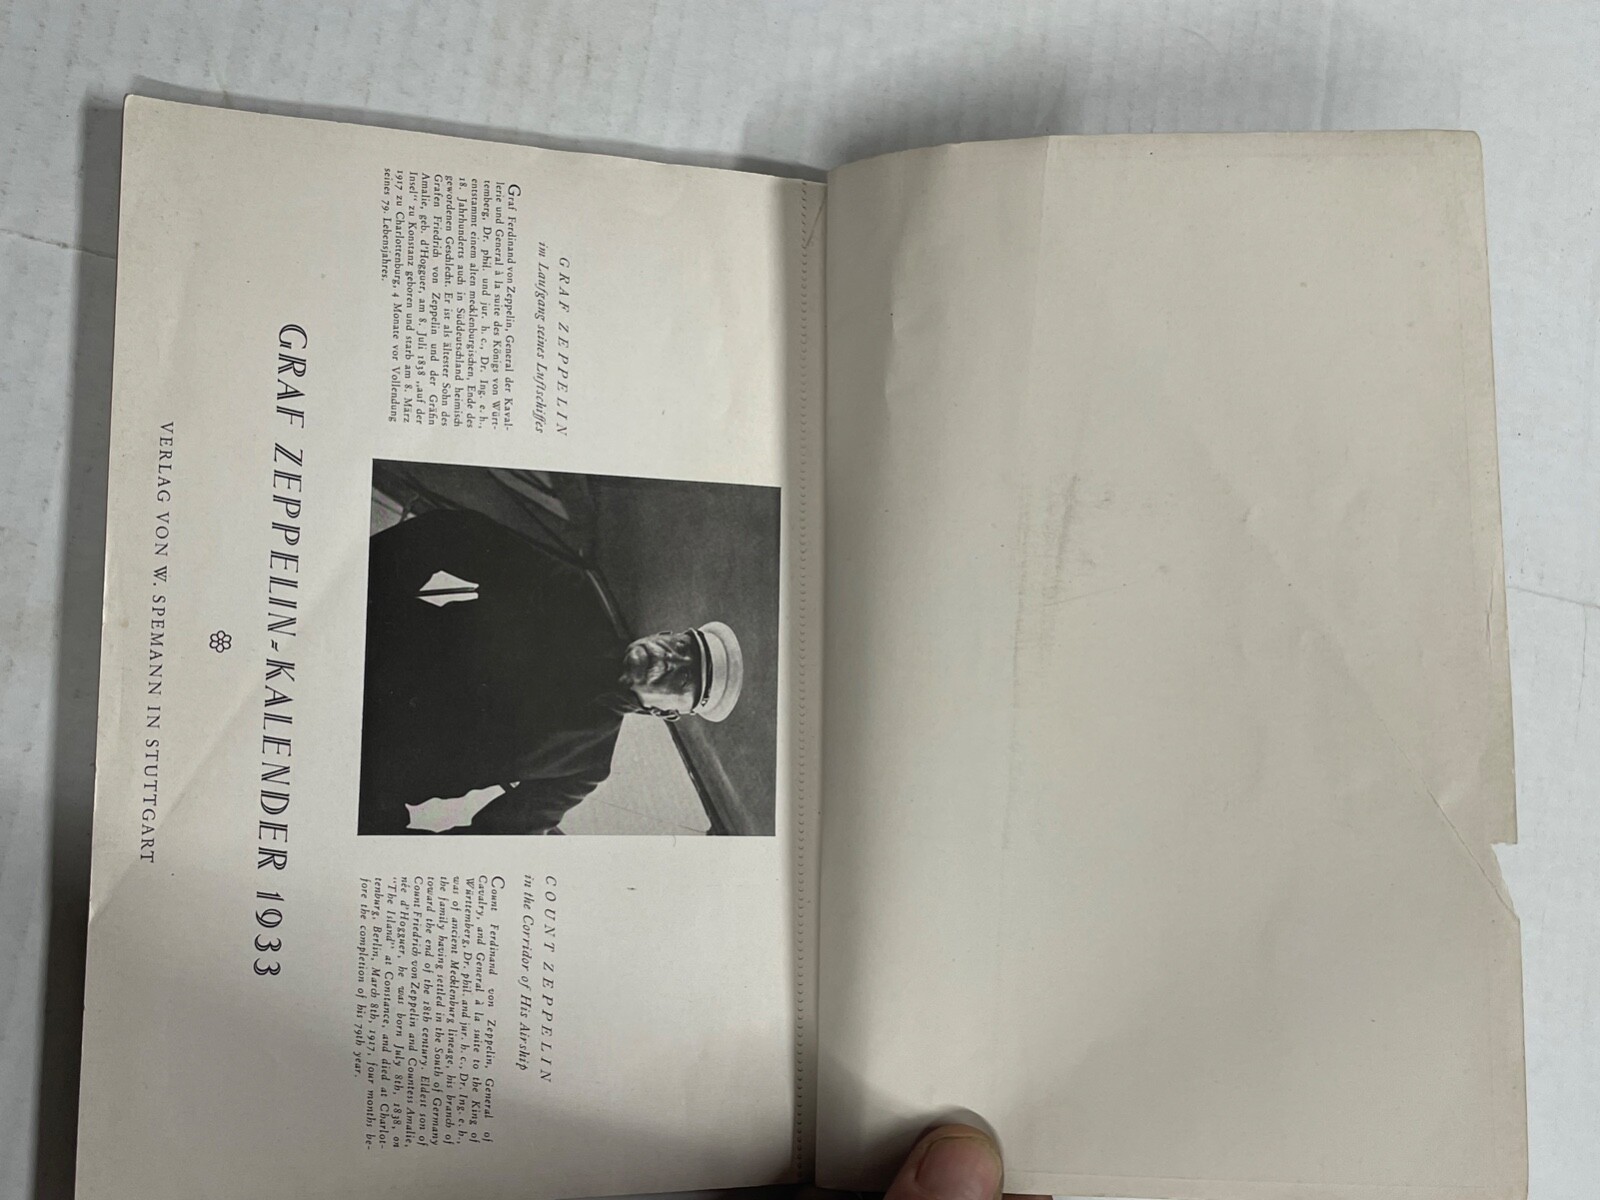 GRAF ZEPPELIN
im Laufgang seines Luftschiffes
Graf Ferdinand von Zeppelin, General der Kaval-
lerie und General à la suite des Königs von Würt-
temberg, Dr. phil. und jur. h. c., Dr. Ing. e. h.,
entstammt einem alten mecklenburgischen, Ende des
18. Jahrhunderts auch in Süddeutschland heimisch
gewordenen Geschlecht. Er ist als ältester Sohn des
Grafen Friedrich von Zeppelin und der Gräfin
Amalie, geb. d'Hogguer, am 8. Juli 1838 „auf der
Insel“ zu Konstanz geboren und starb am 8. März
1917 zu Charlottenburg, 4 Monate vor Vollendung
seines 79. Lebensjahres.
COUNT ZEPPELIN
in the Corridor of His Airship
Count Ferdinand von Zeppelin, General of
Cavalry, and General à la suite to the King of
Württemberg, Dr. phil. and jur. h. c., Dr. Ing. e. h.,
was of ancient Mecklenburg lineage, his branch of
the family having settled in the South of Germany
toward the end of the 18th century. Eldest son of
Count Friedrich von Zeppelin and Countess Amalie,
née d'Hogguer, he was born July 8th, 1838, on
"The Iland" at Constance, and died at Charlot-
tenburg, Berlin, March 8th, 1917, four months be-
fore the completion of his 79th year.
GRAF ZEPPELIN-KALENDER 1933
VERLAG VON W. SPEMANN IN STUTTGART